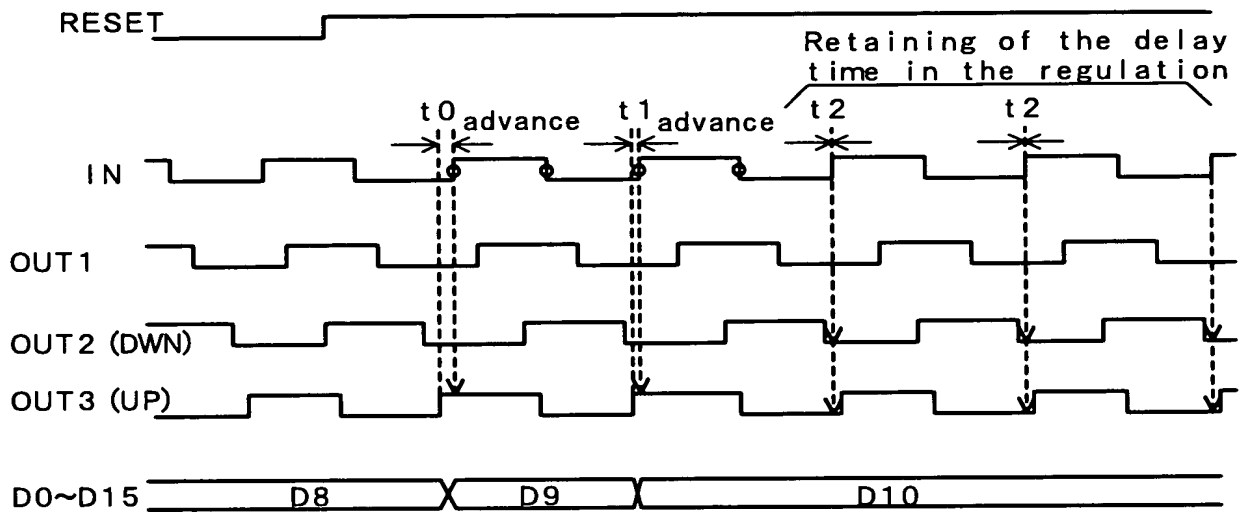 RESET
Retaining of the delay
time in the regulation
t0 advance t1 advance t2 t2
IN
OUT1
OUT2 (DWN)
OUT3 (UP)
D0~D15 D8 D9 D10